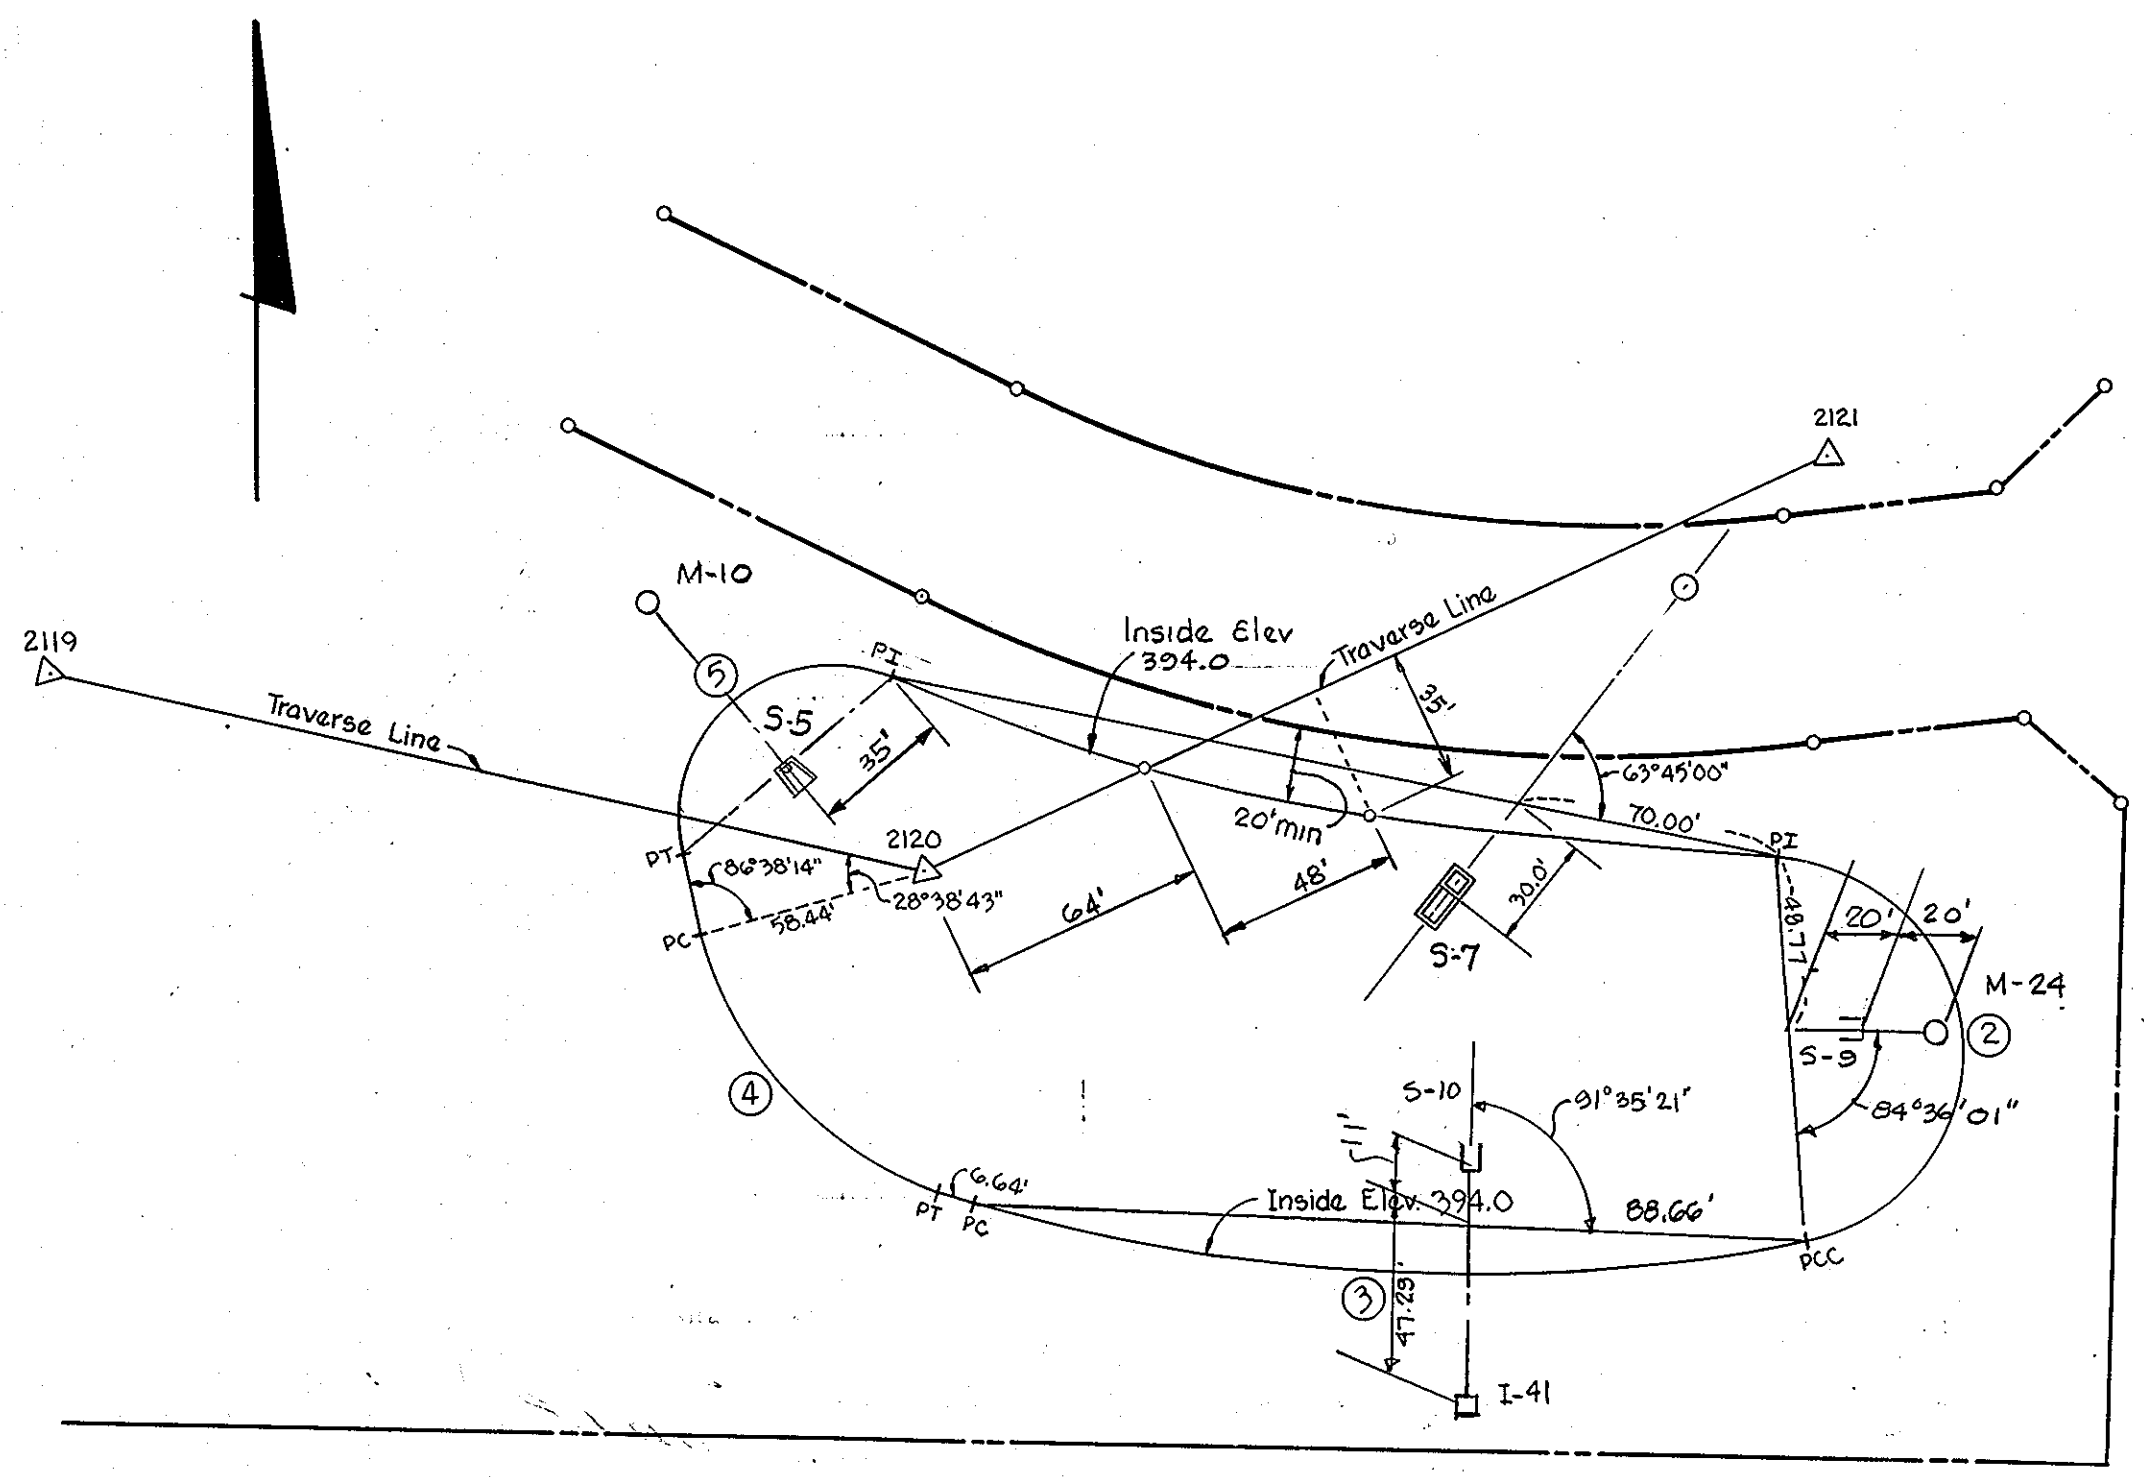 2121
M-10
2119
Inside Elev
394.0
Traverse Line
PI
5
S-5
Traverse Line
35'
35'
63°45'00"
70.00'
20'min
PI
2120
PT
86°38'14"
28°38'43"
58.44'
PC
64'
48'
30.0'
S-7
48.77
20'
20'
M-24
2
S-9
84°36'01"
S-10
91°35'21"
11'
4
6.64'
PT
PC
Inside Elev. 394.0
88.66'
PCC
3
47.29'
I-41